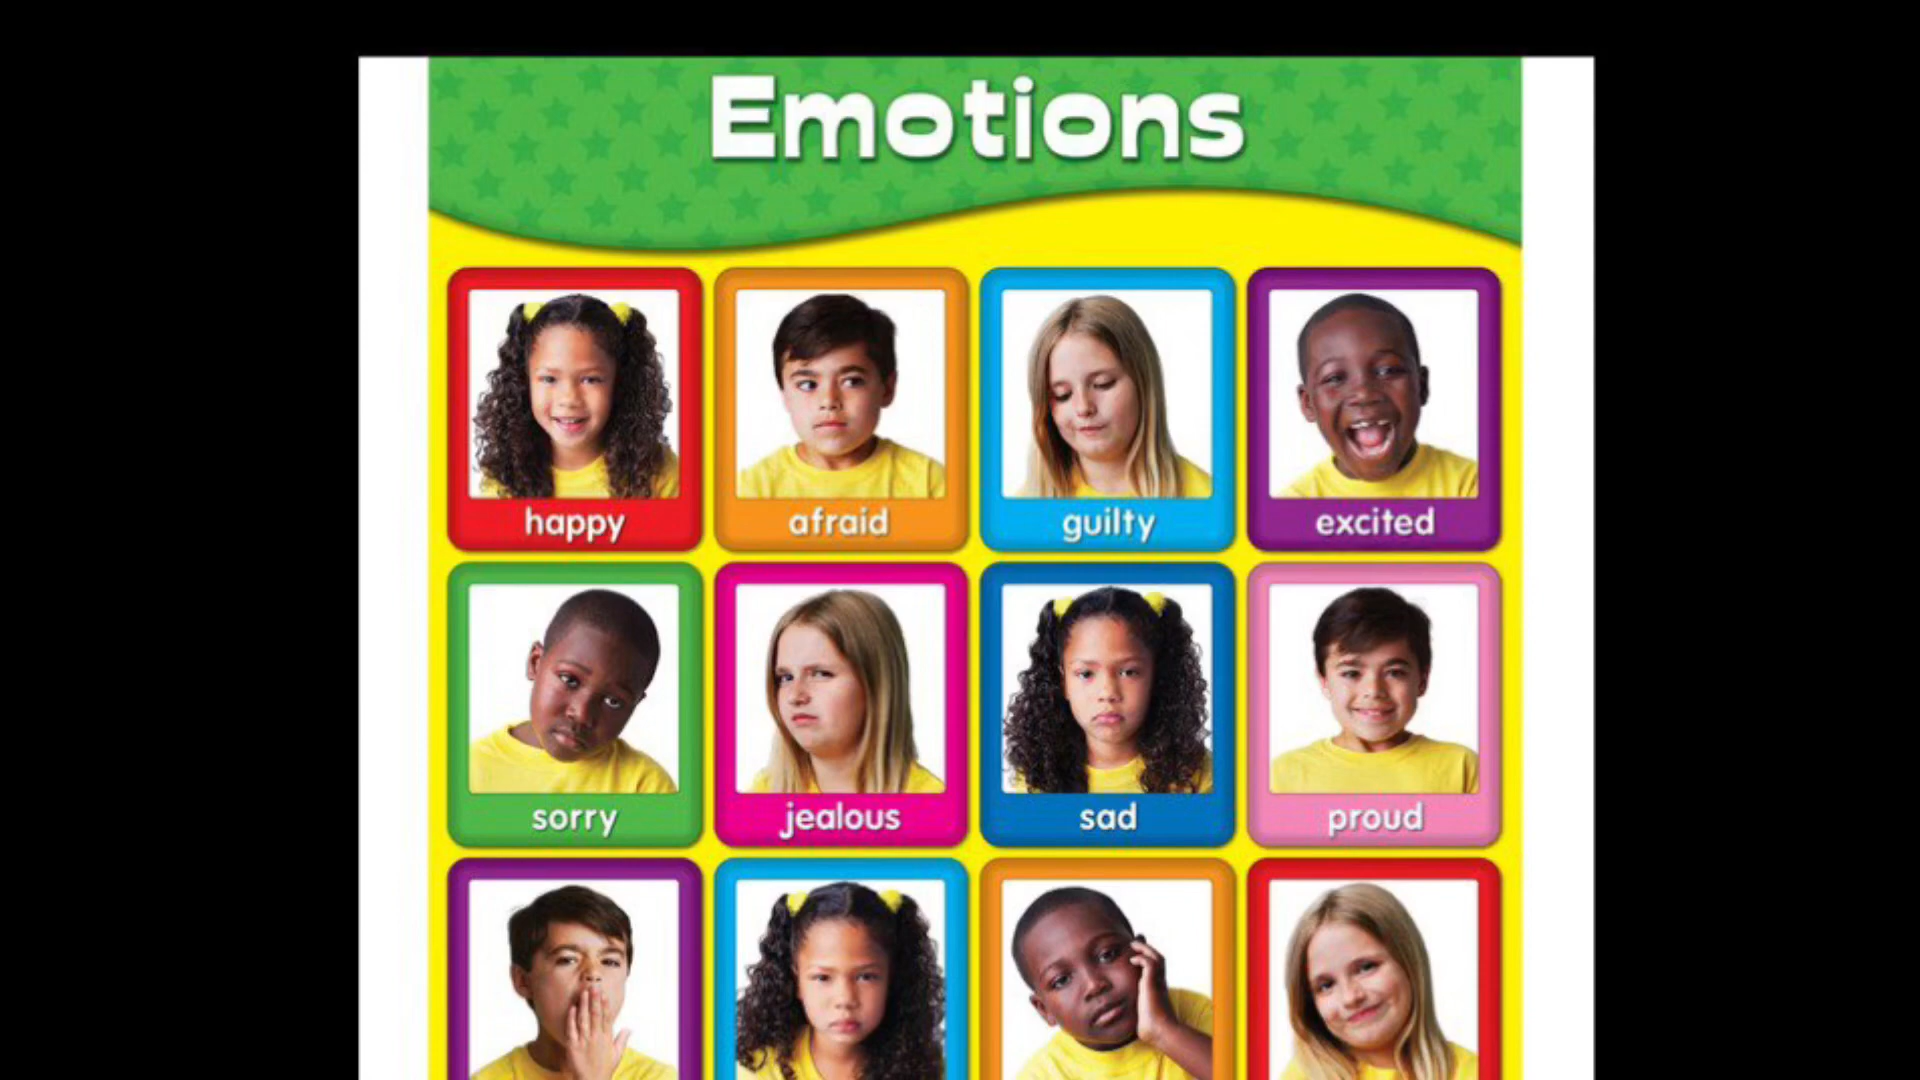 Emotions
happy
afraid
guilty
excited
sorry
jealous
sad
proud